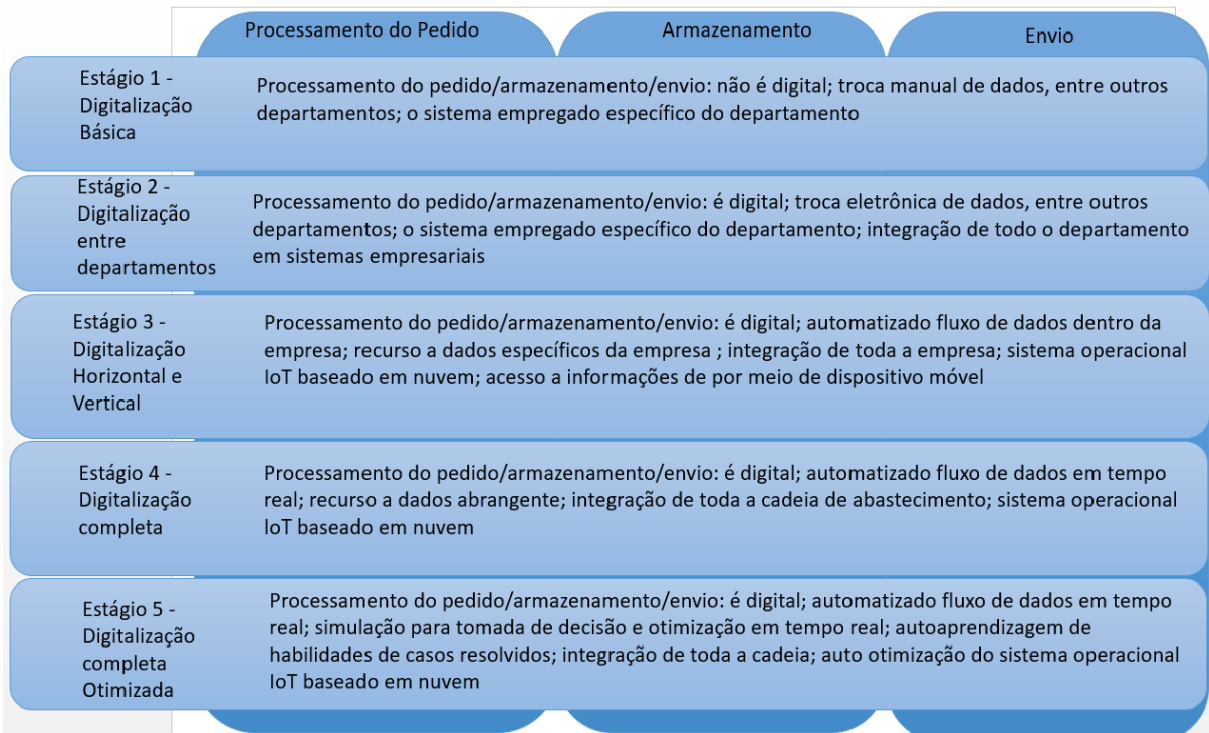 Processamento do Pedido
Armazenamento
Envio
Estágio 1 -
Digitalização
Básica
Processamento do pedido/armazenamento/envio: não é digital; troca manual de dados, entre outros
departamentos; o sistema empregado específico do departamento
Estágio 2 -
Digitalização
entre
departamentos
Processamento do pedido/armazenamento/envio: é digital; troca eletrônica de dados, entre outros
departamentos; o sistema empregado específico do departamento; integração de todo o departamento
em sistemas empresariais
Estágio 3 -
Digitalização
Horizontal e
Vertical
Processamento do pedido/armazenamento/envio: é digital; automatizado fluxo de dados dentro da
empresa; recurso a dados específicos da empresa ; integração de toda a empresa; sistema operacional
IoT baseado em nuvem; acesso a informações de por meio de dispositivo móvel
Estágio 4 -
Digitalização
completa
Processamento do pedido/armazenamento/envio: é digital; automatizado fluxo de dados em tempo
real; recurso a dados abrangente; integração de toda a cadeia de abastecimento; sistema operacional
IoT baseado em nuvem
Estágio 5 -
Digitalização
completa
Otimizada
Processamento do pedido/armazenamento/envio: é digital; automatizado fluxo de dados em tempo
real; simulação para tomada de decisão e otimização em tempo real; autoaprendizagem de
habilidades de casos resolvidos; integração de toda a cadeia; auto otimização do sistema operacional
IoT baseado em nuvem